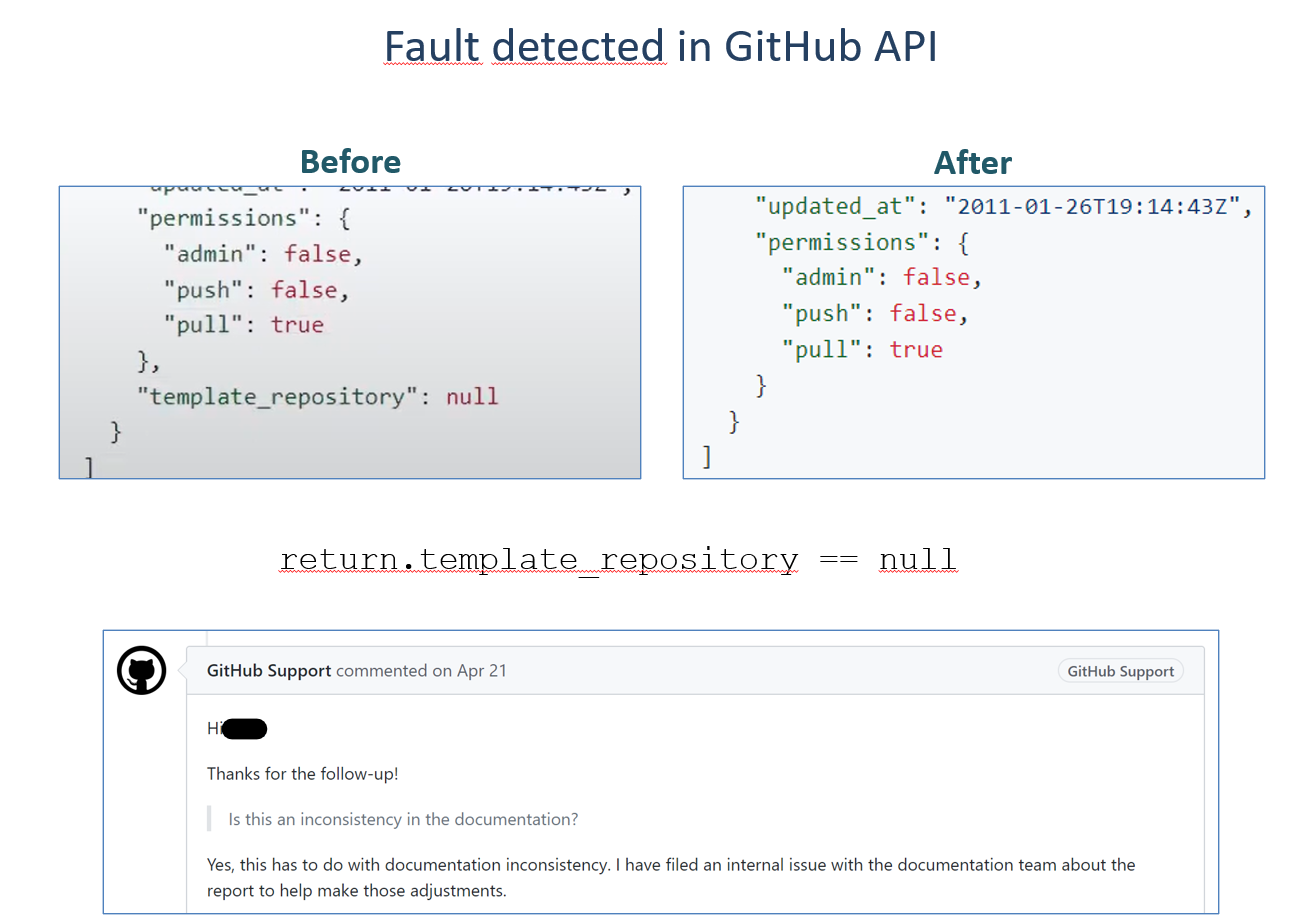 Fault detected in GitHub API
Before
"updated_at": "2011-01-26T19:14:43Z",
"permissions": {
"admin": false,
"push": false,
"pull": true
},
"template_repository": null
}
]
After
"updated_at": "2011-01-26T19:14:43Z",
"permissions": {
"admin": false,
"push": false,
"pull": true
}
}
]
return.template_repository == null
GitHub Support commented on Apr 21
GitHub Support
Hi
Thanks for the follow-up!
Is this an inconsistency in the documentation?
Yes, this has to do with documentation inconsistency. I have filed an internal issue with the documentation team about the
report to help make those adjustments.